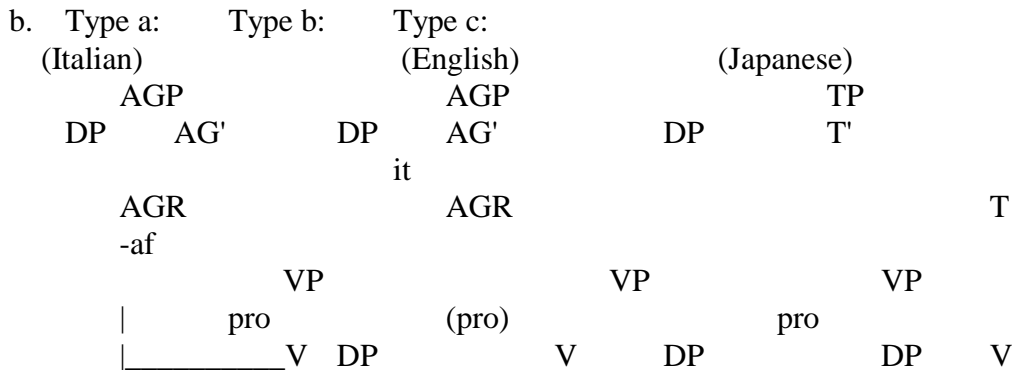 b. Type a: Type b: Type c:
(Italian) (English) (Japanese)
AGP AGP TP
DP AG' DP AG' DP T'
it
AGR AGR T
-af
VP VP VP
| pro (pro) pro
|__________V DP V DP DP V